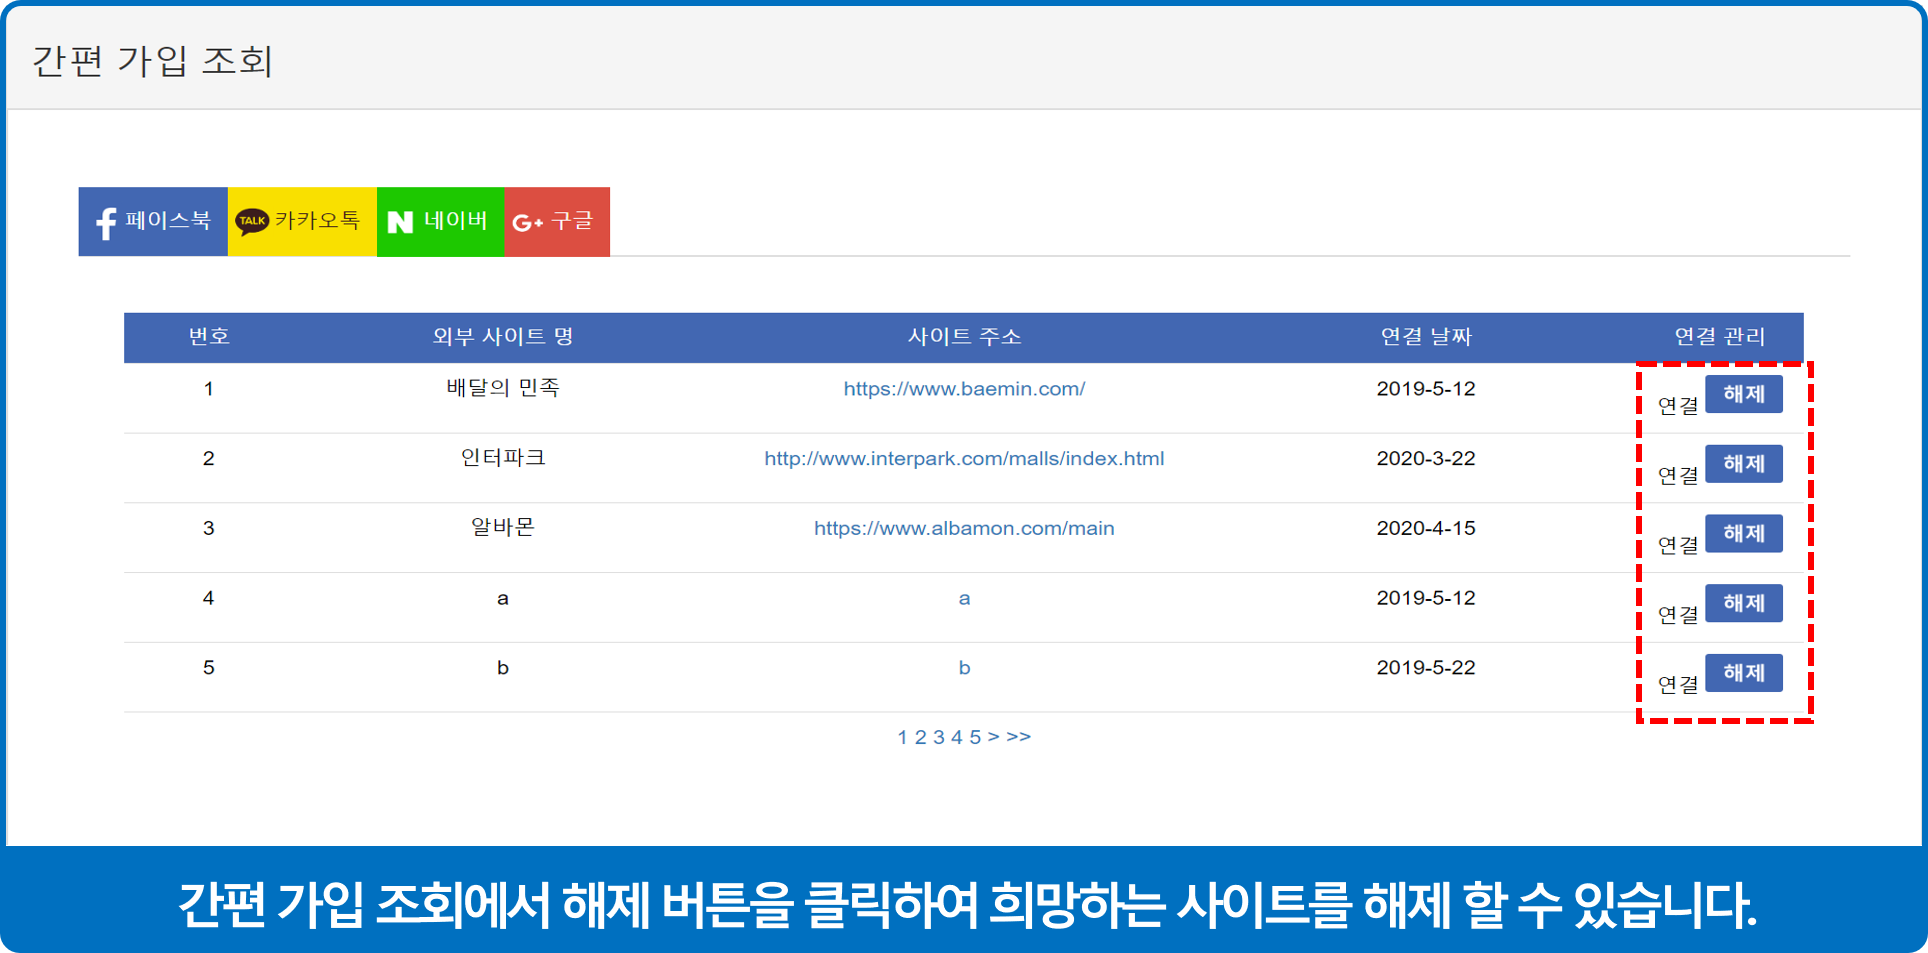 간편 가입 조회
f 페이스북 TALK 카카오톡 N 네이버 G+ 구글
번호 외부 사이트 명 사이트 주소 연결 날짜 연결 관리
1 배달의 민족 https://www.baemin.com/ 2019-5-12 연결 해제
2 인터파크 http://www.interpark.com/malls/index.html 2020-3-22 연결 해제
3 알바몬 https://www.albamon.com/main 2020-4-15 연결 해제
4 a a 2019-5-12 연결 해제
5 b b 2019-5-22 연결 해제
1 2 3 4 5 > >>
간편 가입 조회에서 해제 버튼을 클릭하여 희망하는 사이트를 해제 할 수 있습니다.